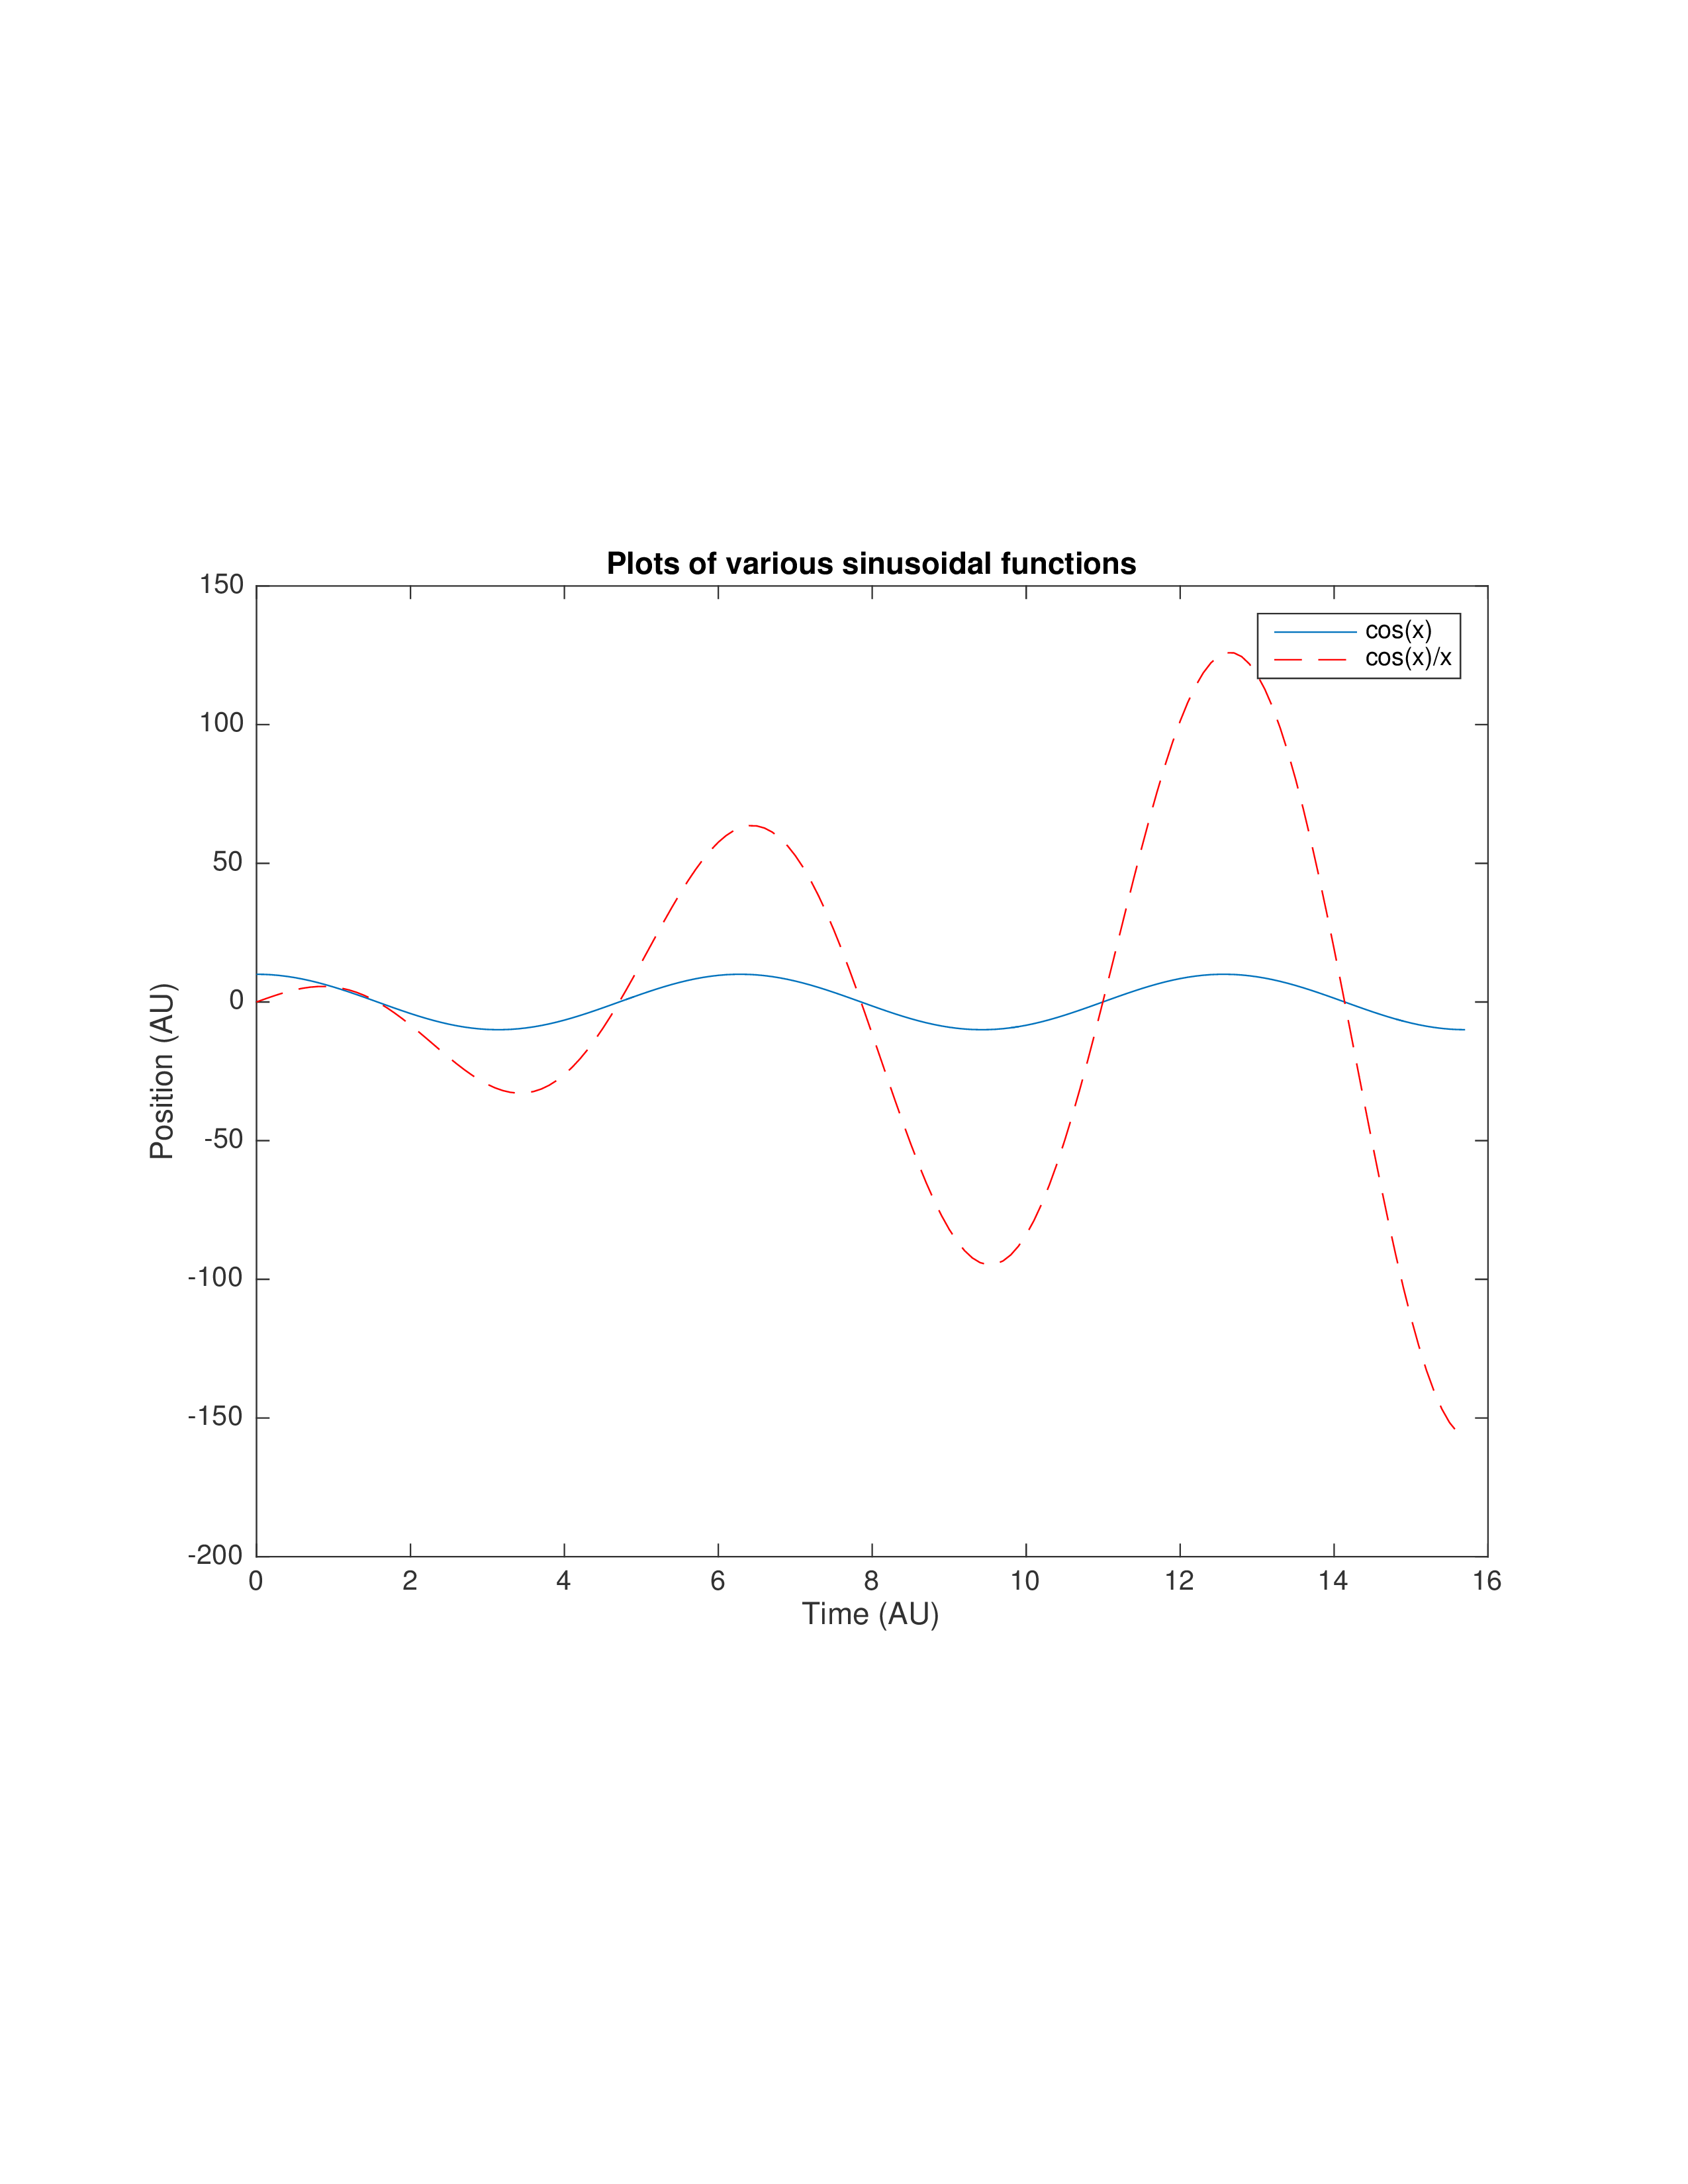 Plots of various sinusoidal functions
150
100
50
0
-50
-100
-150
-200
Position (AU)
cos(x)
cos(x)/x
0 2 4 6 8 10 12 14 16
Time (AU)